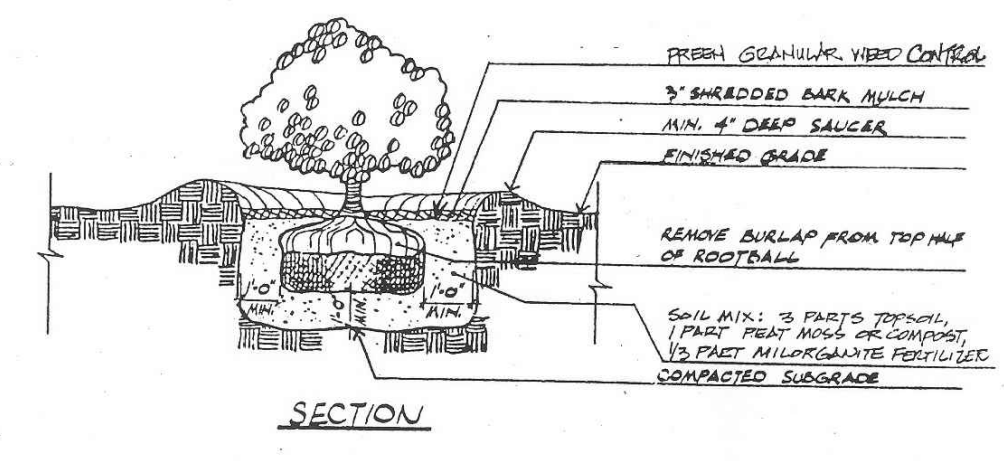 PREEN GRANULAR WEED CONTROL
3" SHREDDED BARK MULCH
MIN. 4" DEEP SAUCER
FINISHED GRADE
REMOVE BURLAP FROM TOP HALF
OF ROOTBALL
1'-0"
MIN.
1'-0"
MIN.
1'-0"
MIN.
SOIL MIX: 3 PARTS TOPSOIL,
1 PART PEAT MOSS OR COMPOST,
1/3 PART MILORGANITE FERTILIZER
COMPACTED SUBGRADE
SECTION